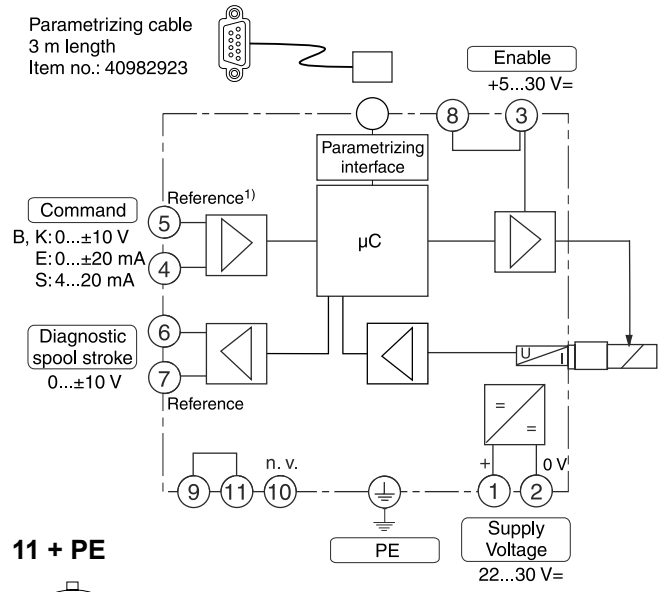 Parametrizing cable
3 m length
Item no.: 40982923
Enable
+5...30 V=
8
3
Parametrizing
interface
Reference1)
Command
5
B, K: 0...±10 V
E: 0...±20 mA
S: 4...20 mA
4
µC
6
Diagnostic
spool stroke
0...±10 V
7
Reference
U
I
=
=
+
0 V
n. v.
9
11
10
1
2
PE
Supply
Voltage
22...30 V=
11 + PE